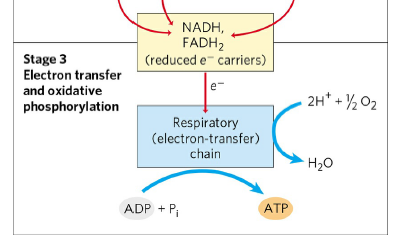 NADH,
FADH₂
(reduced e⁻ carriers)
Stage 3
Electron transfer
and oxidative
phosphorylation
e⁻
2H⁺ + ½ O₂
Respiratory
(electron-transfer)
chain
H₂O
ADP + Pᵢ
ATP